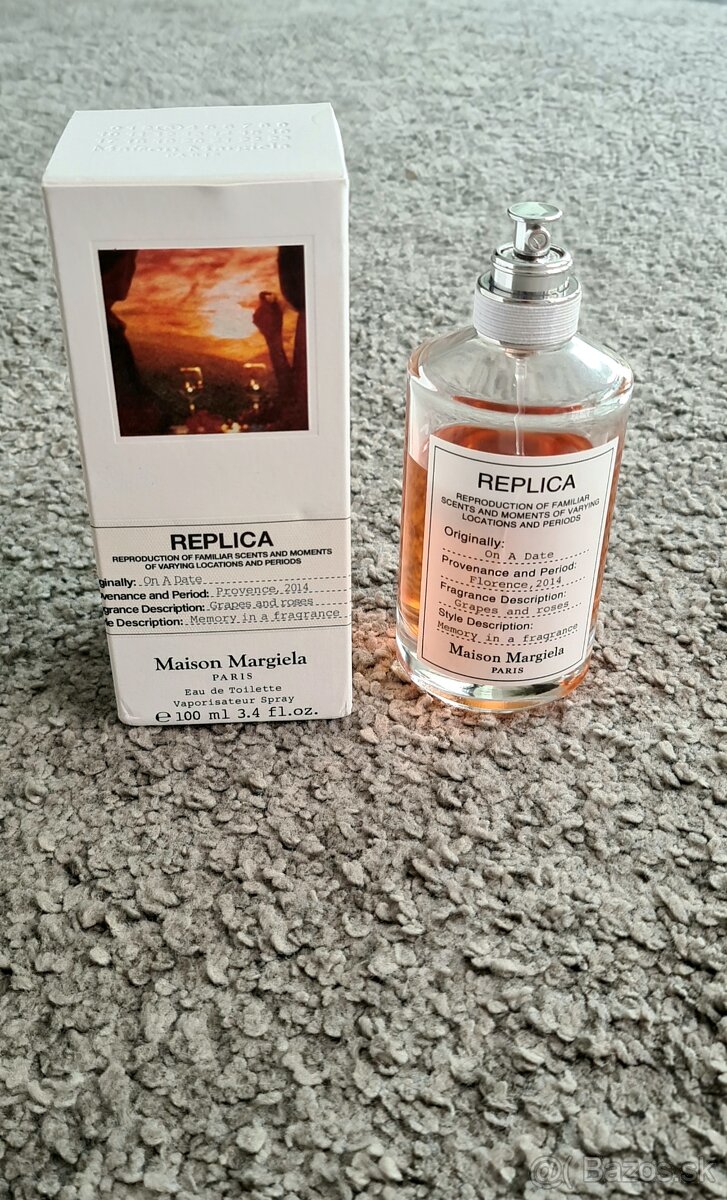 Maison Margiela
PARIS
REPLICA
REPRODUCTION OF FAMILIAR SCENTS AND MOMENTS
OF VARYING LOCATIONS AND PERIODS
ginally: On A Date
venance and Period: Provence, 2014
agrance Description: Grapes and roses
le Description: Memory in a fragrance
Maison Margiela
PARIS
Eau de Toilette
Vaporisateur Spray
e 100 ml 3.4 fl.oz.
REPLICA
REPRODUCTION OF FAMILIAR
SCENTS AND MOMENTS OF VARYING
LOCATIONS AND PERIODS
Originally:
On A Date
Provenance and Period:
Florence, 2014
Fragrance Description:
Grapes and roses
Style Description:
Memory in a fragrance
Maison Margiela
PARIS
@( Bazos.sk